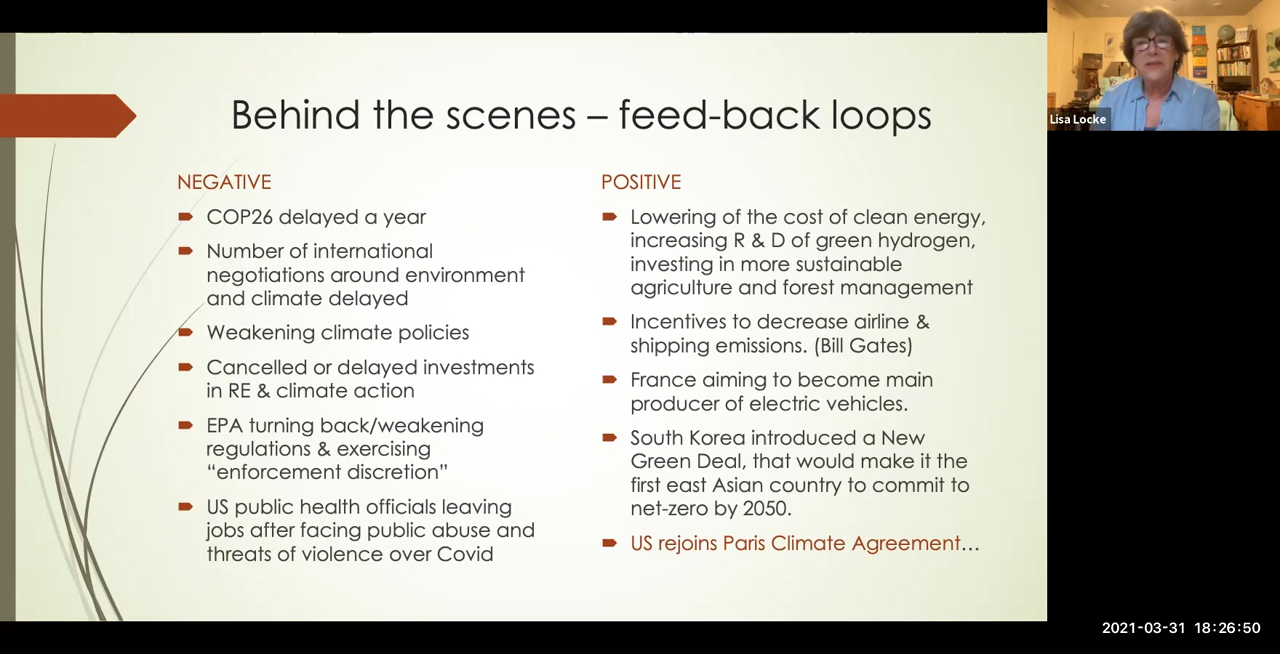 Behind the scenes – feed-back loops
NEGATIVE
COP26 delayed a year
Number of international
negotiations around environment
and climate delayed
Weakening climate policies
Cancelled or delayed investments
in RE & climate action
EPA turning back/weakening
regulations & exercising
“enforcement discretion”
US public health officials leaving
jobs after facing public abuse and
threats of violence over Covid
POSITIVE
Lowering of the cost of clean energy,
increasing R & D of green hydrogen,
investing in more sustainable
agriculture and forest management
Incentives to decrease airline &
shipping emissions. (Bill Gates)
France aiming to become main
producer of electric vehicles.
South Korea introduced a New
Green Deal, that would make it the
first east Asian country to commit to
net-zero by 2050.
US rejoins Paris Climate Agreement…
Lisa Locke
2021-03-31 18:26:50